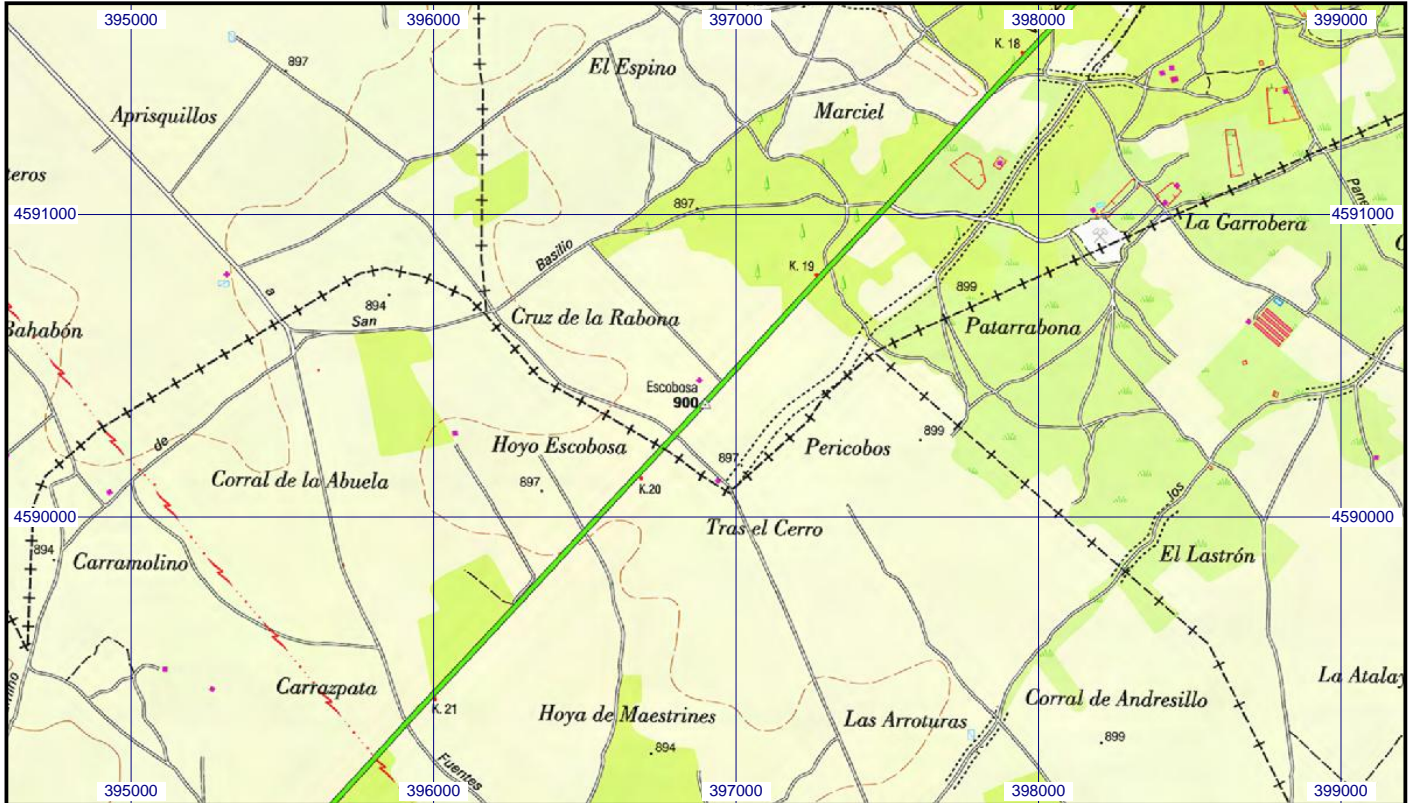 395000
396000
397000
398000
399000
K. 18
El Espino
897
Aprisquillos
Marciel
teros
897
4591000
4591000
La Garrobera
Basilio
K. 19
a
894
San
899
Cruz de la Rabona
Patarrabona
Bahabón
Escobosa
900
899
de
Hoyo Escobosa
Pericobos
897
Corral de la Abuela
897
K.20
los
4590000
4590000
Tras el Cerro
894
Carramolino
El Lastrón
Carrazpata
La Atalay
K. 21
Hoya de Maestrines
Las Arroturas
Corral de Andresillo
894
899
Fuentes
395000
396000
397000
398000
399000